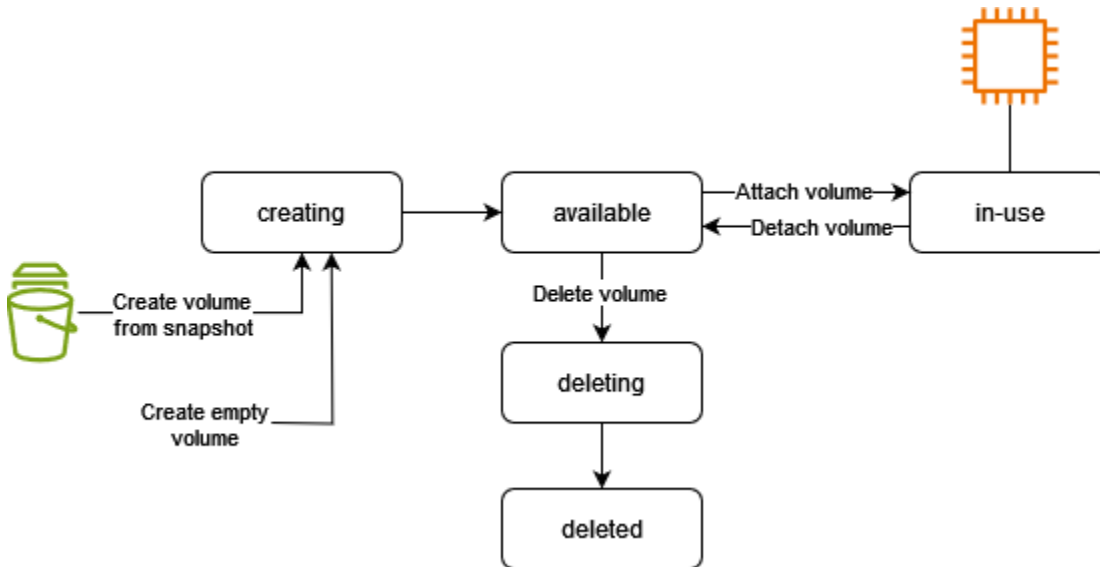 creating
available
Attach volume
Detach volume
in-use
Create volume
from snapshot
Delete volume
deleting
Create empty
volume
deleted